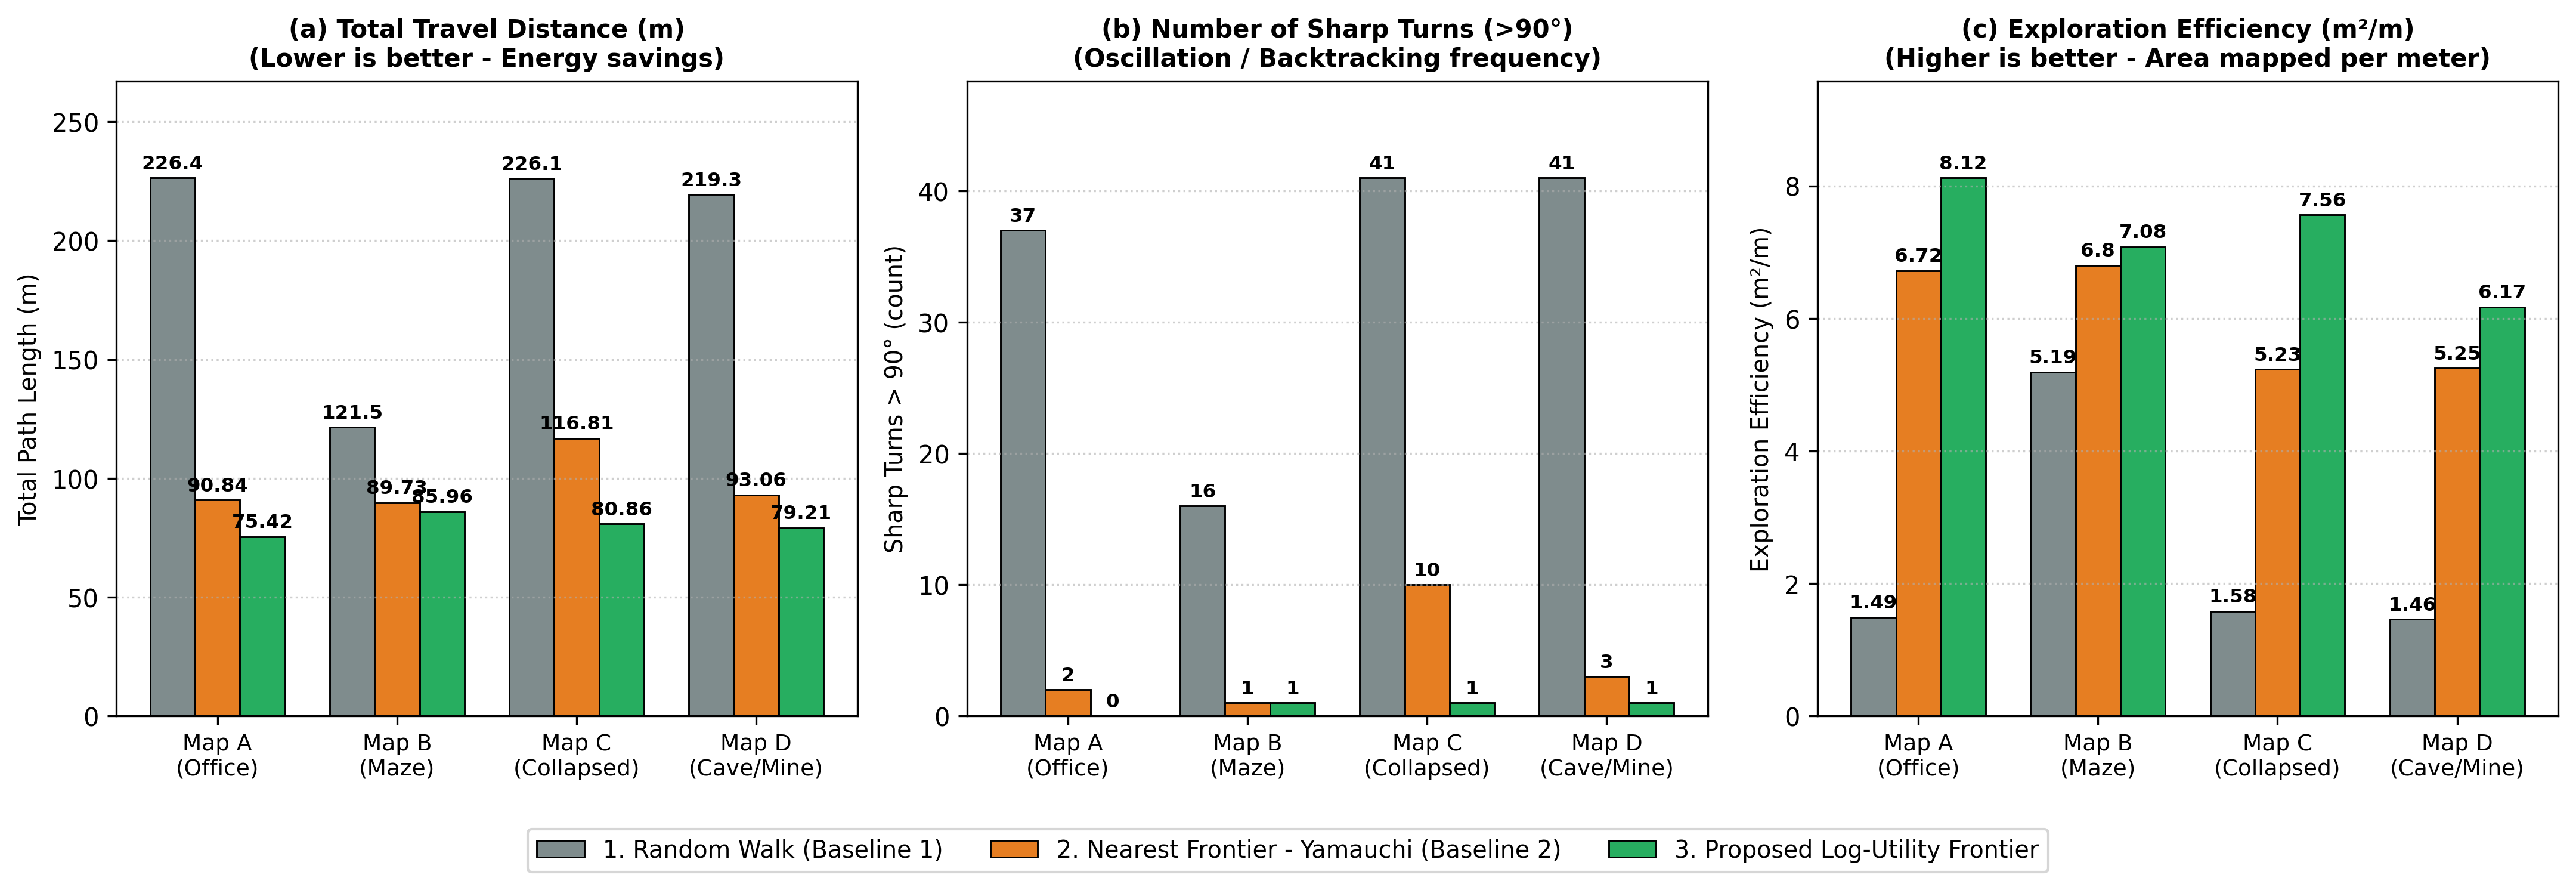 (a) Total Travel Distance (m)
(Lower is better - Energy savings)
Total Path Length (m)
250
200
150
100
50
0
226.4
90.84
75.42
121.5
89.73
85.96
226.1
116.81
80.86
219.3
93.06
79.21
Map A
(Office)
Map B
(Maze)
Map C
(Collapsed)
Map D
(Cave/Mine)
(b) Number of Sharp Turns (>90°)
(Oscillation / Backtracking frequency)
Sharp Turns > 90° (count)
40
30
20
10
0
37
2
0
16
1
1
41
10
1
41
3
1
Map A
(Office)
Map B
(Maze)
Map C
(Collapsed)
Map D
(Cave/Mine)
(c) Exploration Efficiency (m²/m)
(Higher is better - Area mapped per meter)
Exploration Efficiency (m²/m)
8
6
4
2
0
1.49
6.72
8.12
5.19
6.8
7.08
1.58
5.23
7.56
1.46
5.25
6.17
Map A
(Office)
Map B
(Maze)
Map C
(Collapsed)
Map D
(Cave/Mine)
1. Random Walk (Baseline 1)
2. Nearest Frontier - Yamauchi (Baseline 2)
3. Proposed Log-Utility Frontier